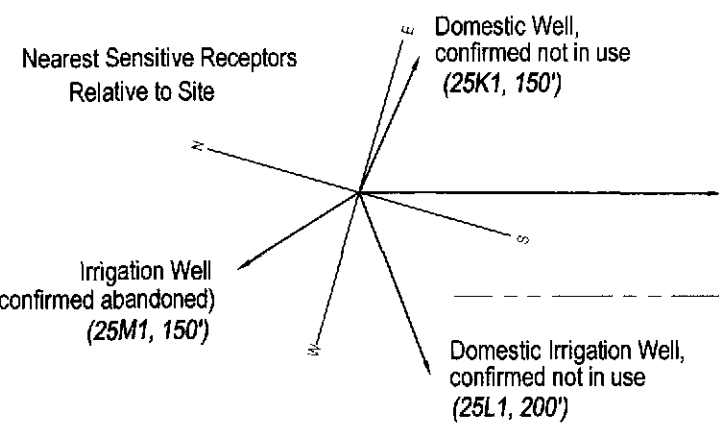 Nearest Sensitive Receptors
Relative to Site
E
Domestic Well,
confirmed not in use
(25K1, 150')
N
S
Irrigation Well
confirmed abandoned)
(25M1, 150')
W
Domestic Irrigation Well,
confirmed not in use
(25L1, 200')